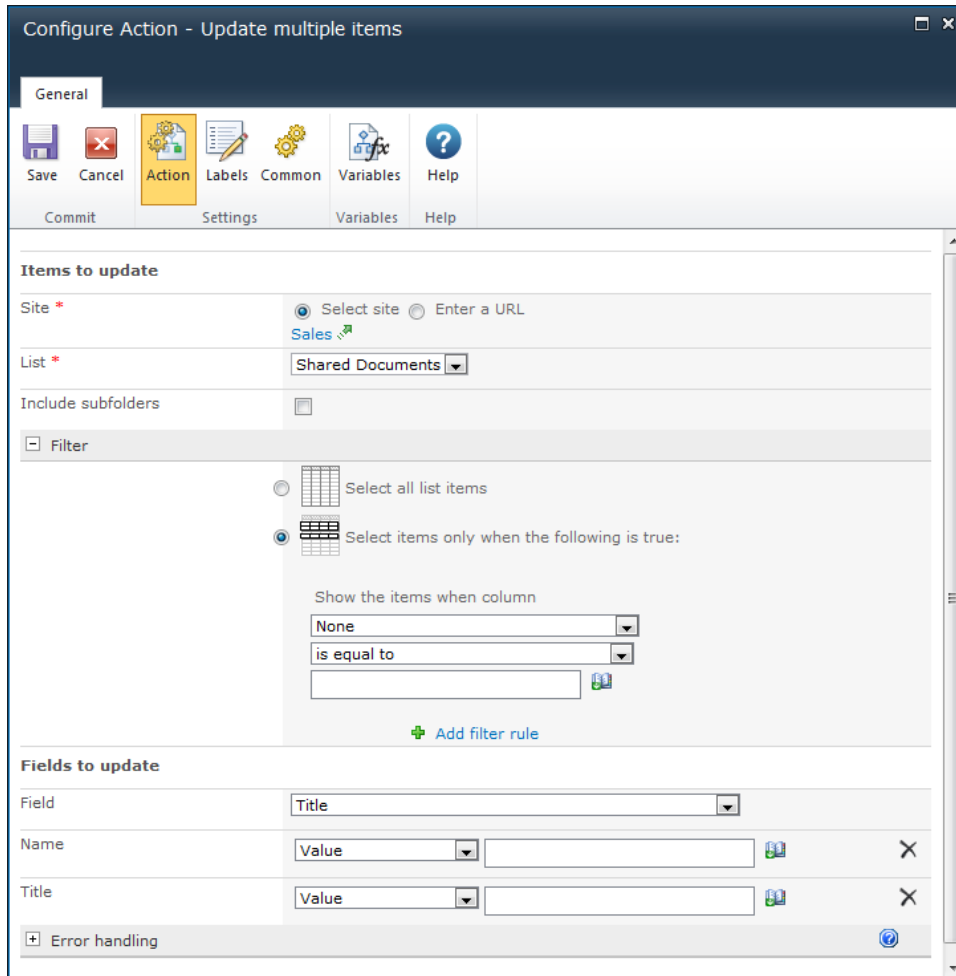 Configure Action - Update multiple items
General
Save Cancel Action Labels Common Variables Help
Commit Settings Variables Help
Items to update
Site * Select site Enter a URL
Sales
List * Shared Documents
Include subfolders
Filter
Select all list items
Select items only when the following is true:
Show the items when column
None
is equal to
Add filter rule
Fields to update
Field Title
Name Value
Title Value
Error handling